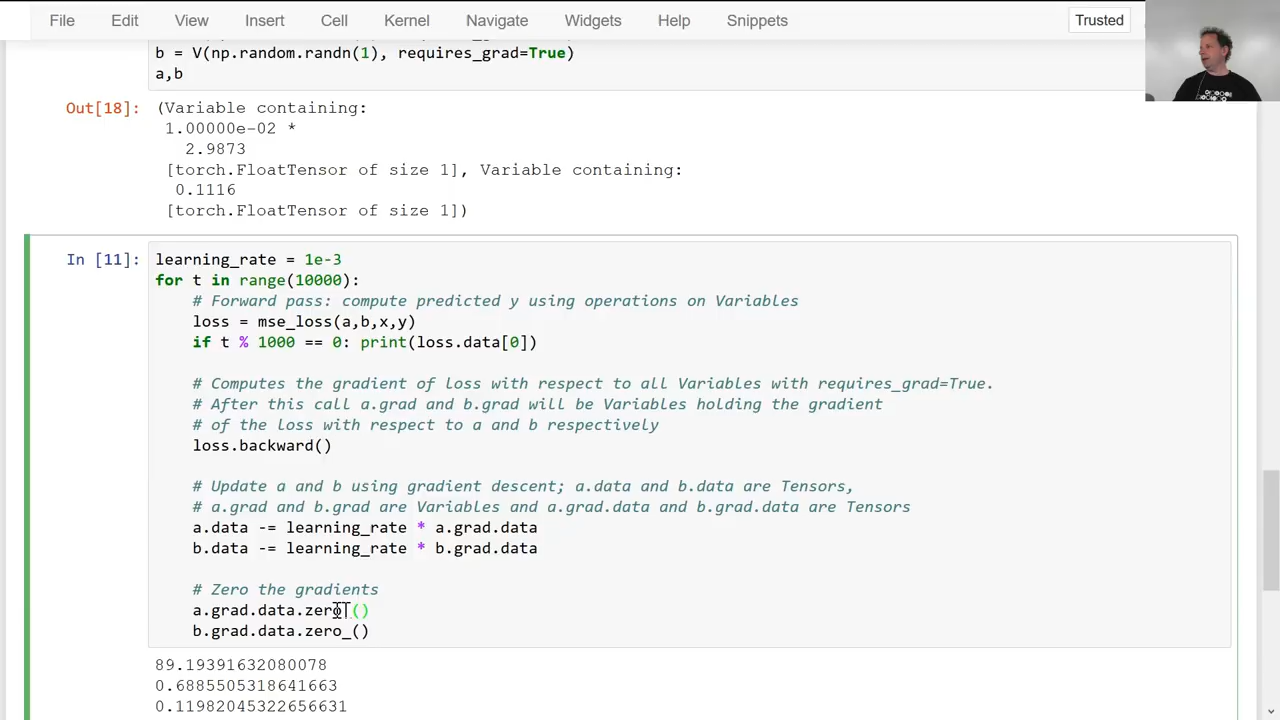 File Edit View Insert Cell Kernel Navigate Widgets Help Snippets Trusted
b = V(np.random.randn(1), requires_grad=True)
a,b
Out[18]: (Variable containing:
1.00000e-02 *
2.9873
[torch.FloatTensor of size 1], Variable containing:
0.1116
[torch.FloatTensor of size 1])
In [11]: learning_rate = 1e-3
for t in range(10000):
# Forward pass: compute predicted y using operations on Variables
loss = mse_loss(a,b,x,y)
if t % 1000 == 0: print(loss.data[0])
# Computes the gradient of loss with respect to all Variables with requires_grad=True.
# After this call a.grad and b.grad will be Variables holding the gradient
# of the loss with respect to a and b respectively
loss.backward()
# Update a and b using gradient descent; a.data and b.data are Tensors,
# a.grad and b.grad are Variables and a.grad.data and b.grad.data are Tensors
a.data -= learning_rate * a.grad.data
b.data -= learning_rate * b.grad.data
# Zero the gradients
a.grad.data.zero_()
b.grad.data.zero_()
89.19391632080078
0.6885505318641663
0.11982045322656631